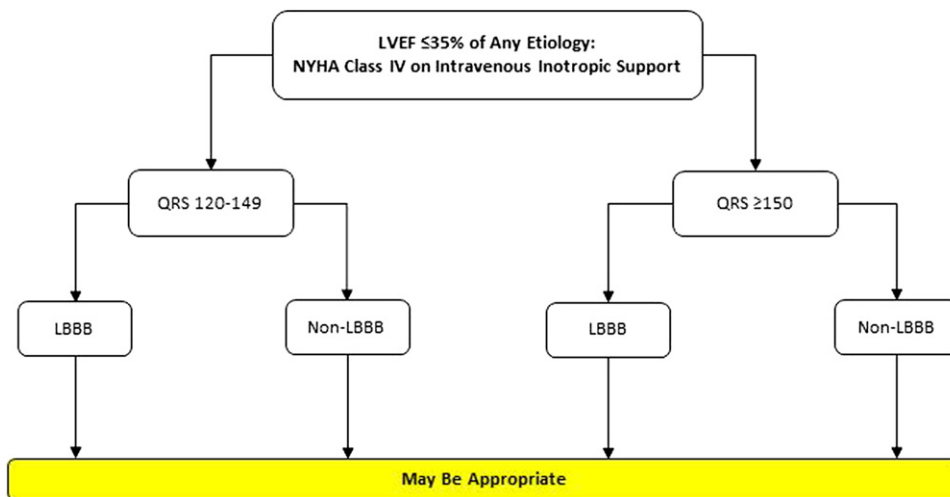 LVEF ≤35% of Any Etiology:
NYHA Class IV on Intravenous Inotropic Support
QRS 120-149
QRS ≥150
LBBB
Non-LBBB
LBBB
Non-LBBB
May Be Appropriate